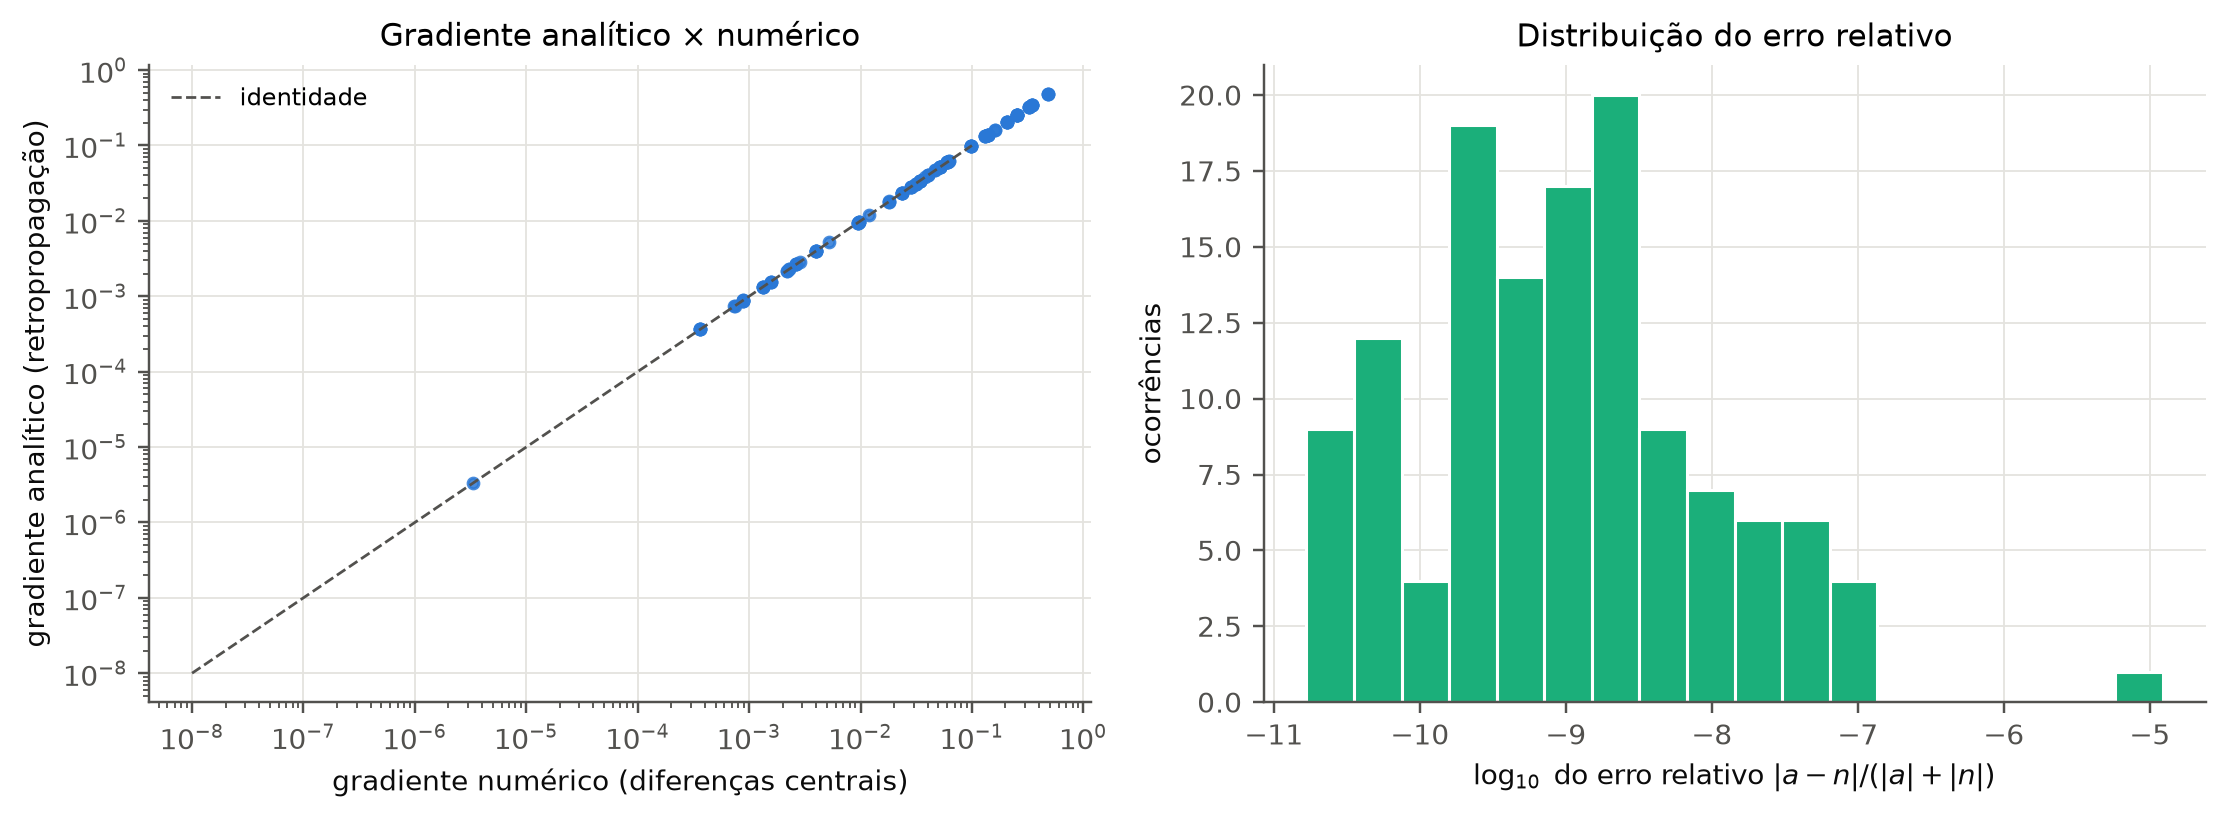 Gradiente analítico × numérico
identidade
10⁰
10⁻¹
10⁻²
10⁻³
10⁻⁴
10⁻⁵
10⁻⁶
10⁻⁷
10⁻⁸
gradiente analítico (retropropagação)
10⁻⁸ 10⁻⁷ 10⁻⁶ 10⁻⁵ 10⁻⁴ 10⁻³ 10⁻² 10⁻¹ 10⁰
gradiente numérico (diferenças centrais)
Distribuição do erro relativo
20.0
17.5
15.0
12.5
10.0
7.5
5.0
2.5
0.0
ocorrências
−11 −10 −9 −8 −7 −6 −5
log₁₀ do erro relativo |a − n|/(|a| + |n|)